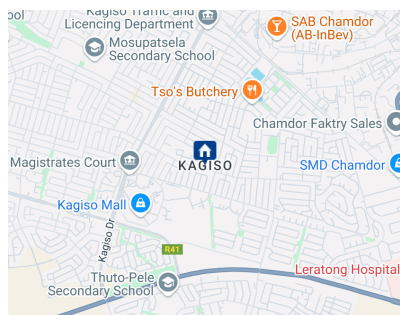 ool
Kagiso Traffic and
Licencing Department
SAB Chamdor
(AB-InBev)
Mosupatsela
Secondary School
Tso's Butchery
Chamdor Faktry Sales
Magistrates Court
KAGISO
SMD Chamdor
Kagiso Mall
Kagiso Dr
R41
Leratong Hospital
Thuto-Pele
Secondary School